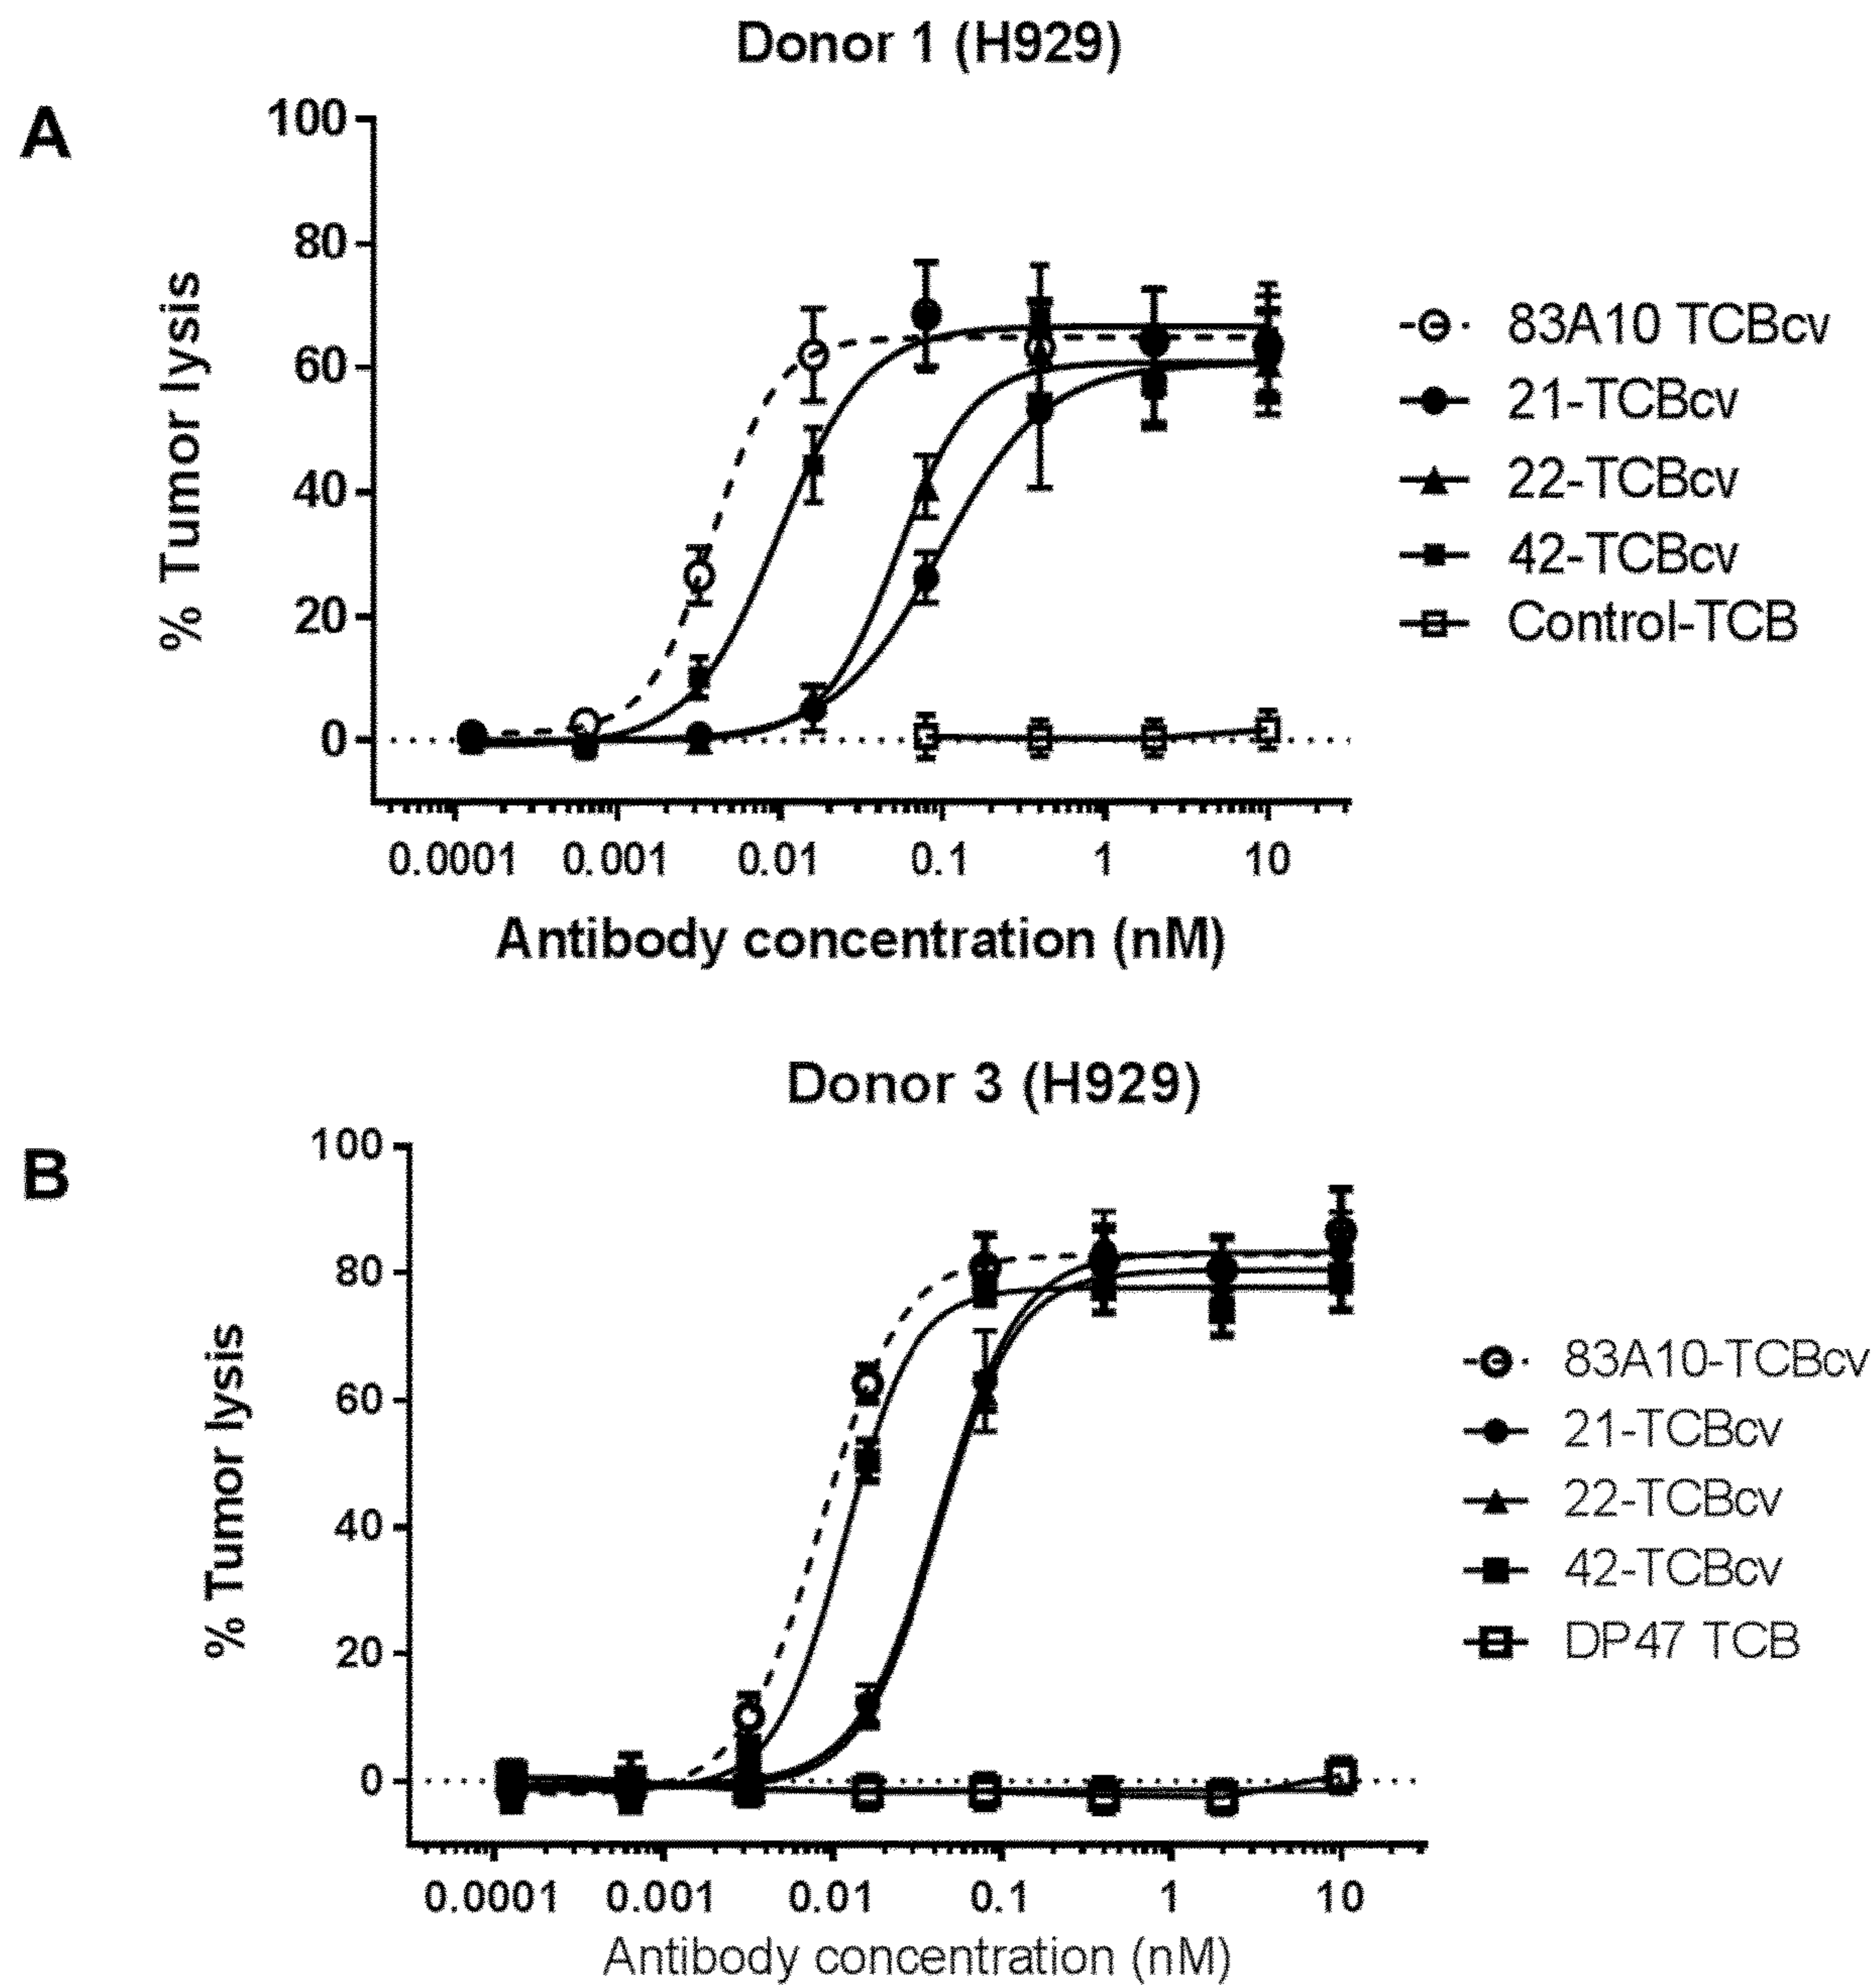 Donor 1 (H929)
A
100
80
60
40
20
0
% Tumor lysis
0.0001 0.001 0.01 0.1 1 10
Antibody concentration (nM)
83A10 TCBcv
21-TCBcv
22-TCBcv
42-TCBcv
Control-TCB
Donor 3 (H929)
B
100
80
60
40
20
0
% Tumor lysis
0.0001 0.001 0.01 0.1 1 10
Antibody concentration (nM)
83A10-TCBcv
21-TCBcv
22-TCBcv
42-TCBcv
DP47 TCB